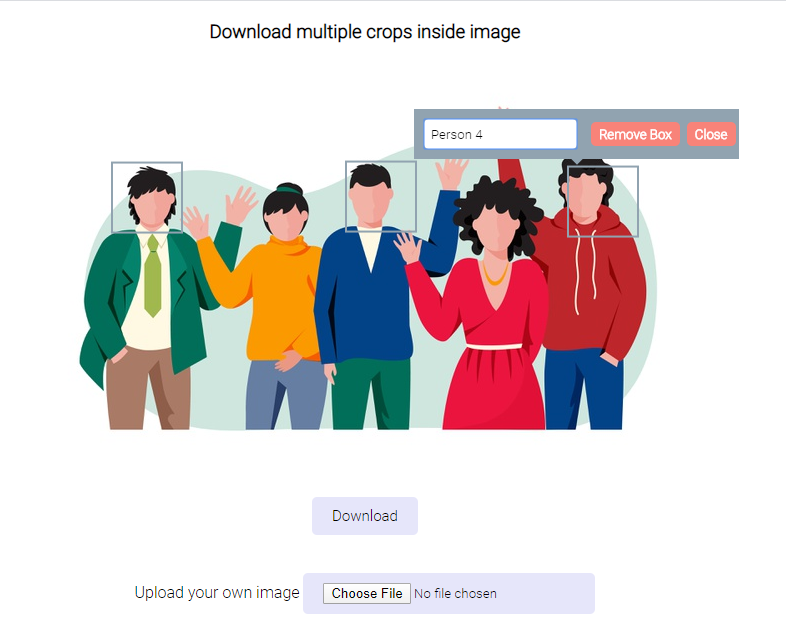 Download multiple crops inside image
Person 4 Remove Box Close
Download
Upload your own image Choose File No file chosen